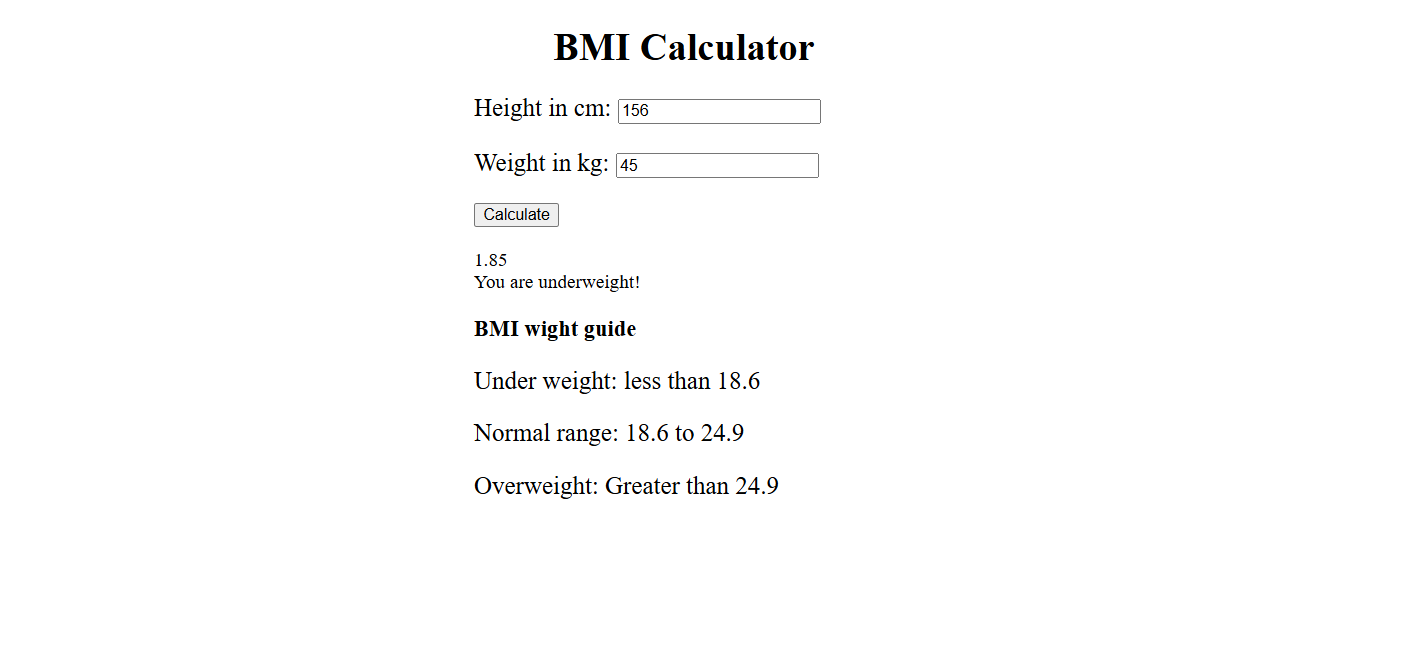 BMI Calculator
Height in cm: 156
Weight in kg: 45
Calculate
1.85
You are underweight!
BMI wight guide
Under weight: less than 18.6
Normal range: 18.6 to 24.9
Overweight: Greater than 24.9